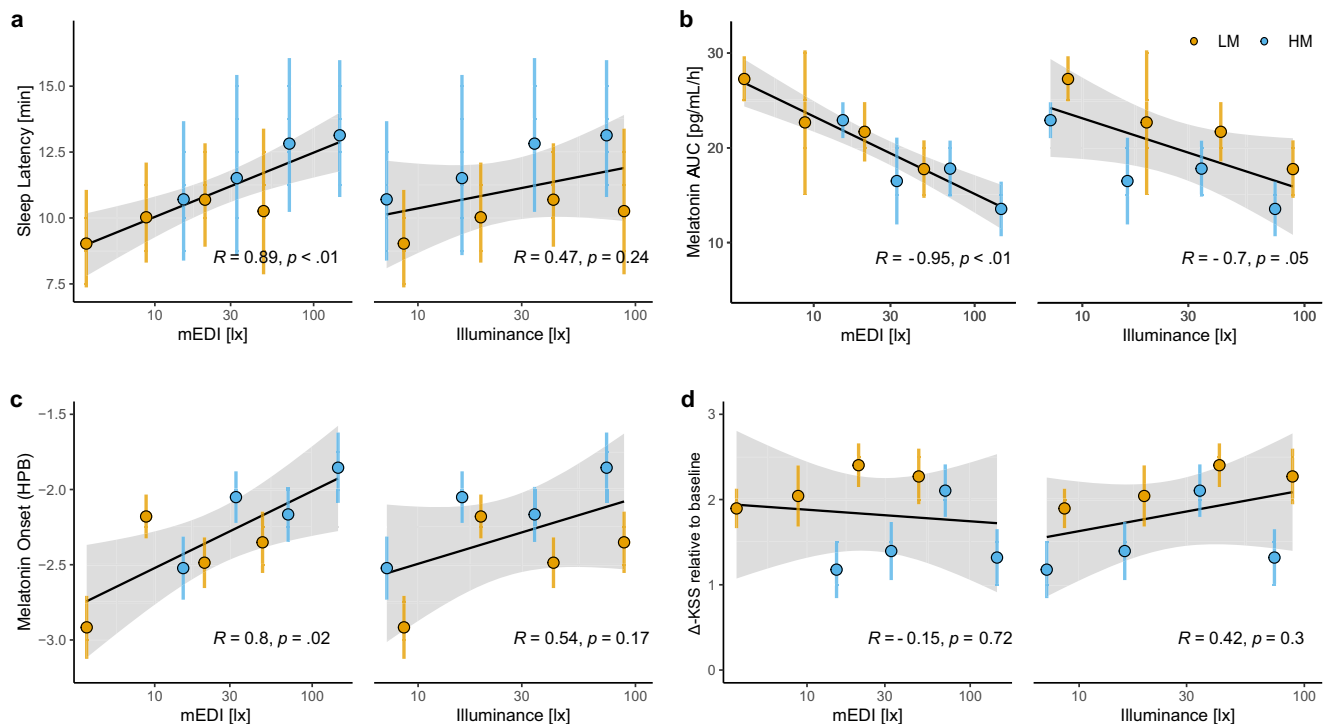 a
Sleep Latency [min]
15.0
12.5
10.0
7.5
R = 0.89, p < .01
R = 0.47, p = 0.24
10 30 100
10 30 100
mEDI [lx]
Illuminance [lx]
b
LM HM
Melatonin AUC [pg/mL/h]
30
20
10
R = -0.95, p < .01
R = -0.7, p = .05
10 30 100
10 30 100
mEDI [lx]
Illuminance [lx]
c
Melatonin Onset (HPB)
−1.5
−2.0
−2.5
−3.0
R = 0.8, p = .02
R = 0.54, p = 0.17
10 30 100
10 30 100
mEDI [lx]
Illuminance [lx]
d
Δ-KSS relative to baseline
3
2
1
0
R = -0.15, p = 0.72
R = 0.42, p = 0.3
10 30 100
10 30 100
mEDI [lx]
Illuminance [lx]